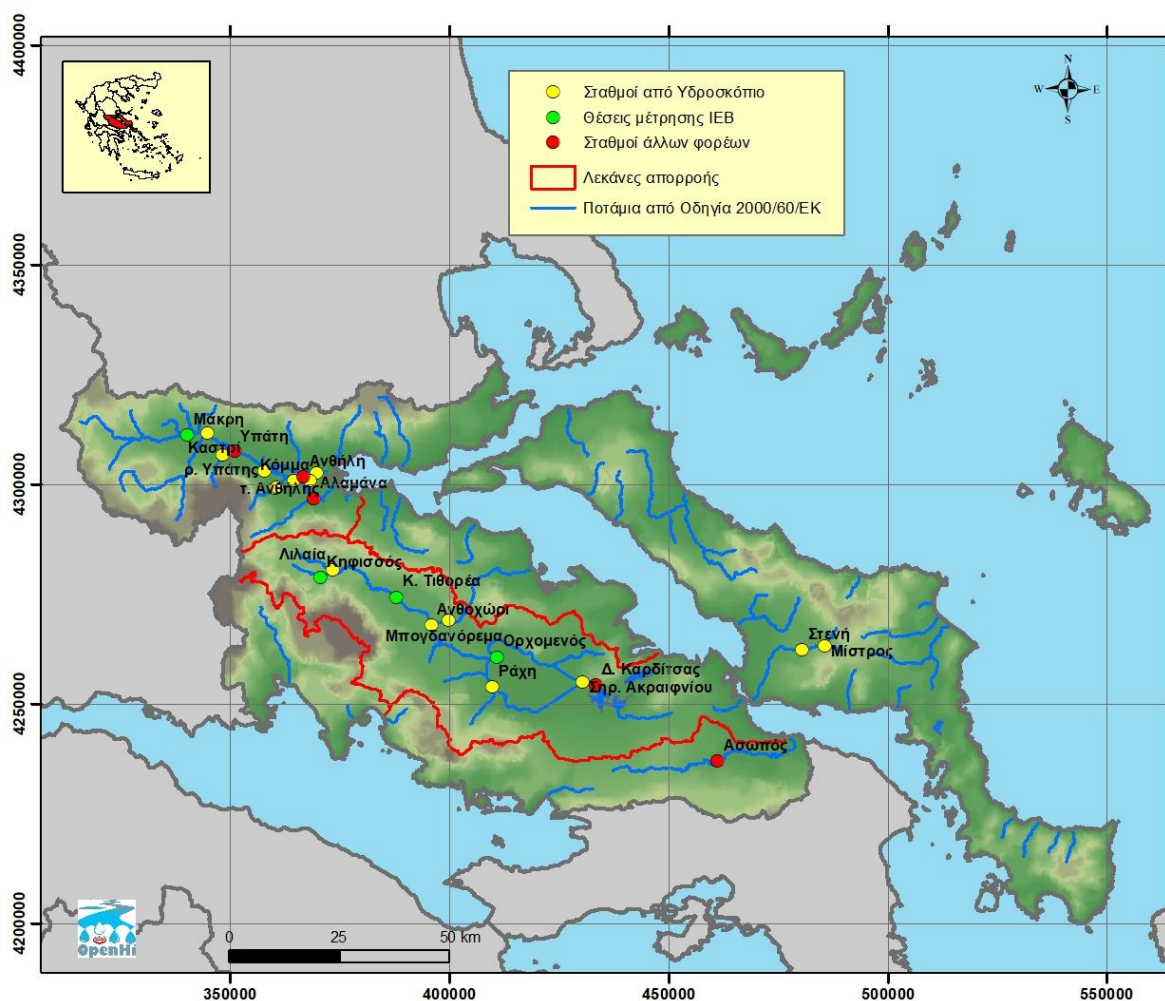 4400000
4350000
4300000
4250000
4200000
N
W
E
S
Σταθμοί από Υδροσκόπιο
Θέσεις μέτρησης ΙΕΒ
Σταθμοί άλλων φορέων
Λεκάνες απορροής
Ποτάμια από Οδηγία 2000/60/ΕΚ
Μάκρη
Υπάτη
Καστρί
ρ. Υπάτης
Κόμμα
Ανθήλη
τ. Ανθήλης
Αλαμάνα
Λιλαία
Κηφισσός
Κ. Τιθορέα
Ανθοχώρι
Μπογδανόρεμα
Ορχομενός
Ράχη
Δ. Καρδίτσας
Σηρ. Ακραιφνίου
Στενή
Μίστρος
Ασωπός
OpenHi
0 25 50 km
350000 400000 450000 500000 550000